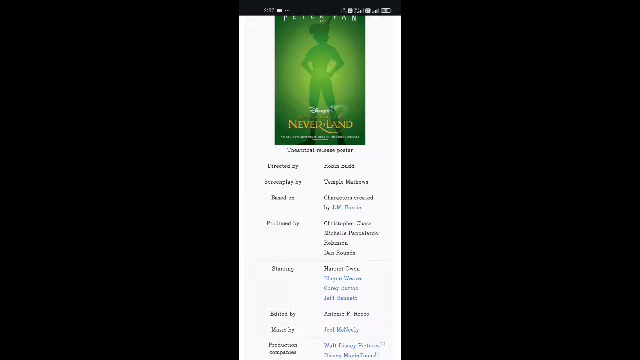 PETER PAN
Disney's
NEVER LAND
Theatrical release poster
Directed by Robin Budd
Screenplay by Temple Mathews
Based on Characters created
by J.M. Barrie
Produced by Christopher Chase
Michelle Pappalardo-
Robinson
Dan Rounds
Starring Harriet Owen
Blayne Weaver
Corey Burton
Jeff Bennett
Edited by Antonio F. Rocco
Music by Joel McNeely
Production Walt Disney Pictures
companies Disney MovieToons